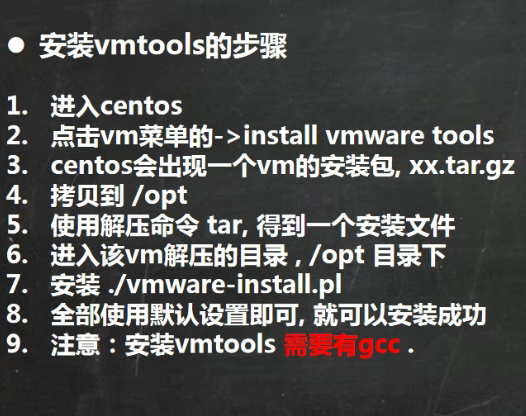 ● 安装vmtools的步骤
1. 进入centos
2. 点击vm菜单的->install vmware tools
3. centos会出现一个vm的安装包, xx.tar.gz
4. 拷贝到 /opt
5. 使用解压命令 tar, 得到一个安装文件
6. 进入该vm解压的目录 , /opt 目录下
7. 安装 ./vmware-install.pl
8. 全部使用默认设置即可, 就可以安装成功
9. 注意：安装vmtools 需要有gcc .